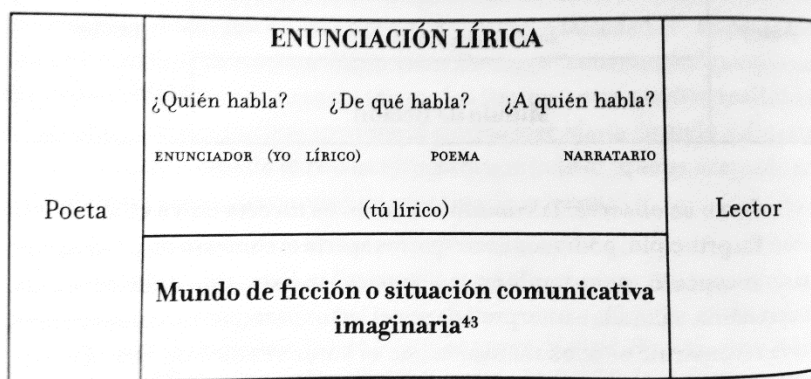 ENUNCIACIÓN LÍRICA
¿Quién habla? ¿De qué habla? ¿A quién habla?
ENUNCIADOR (YO LÍRICO) POEMA NARRATARIO
Poeta (tú lírico) Lector
Mundo de ficción o situación comunicativa
imaginaria⁴³